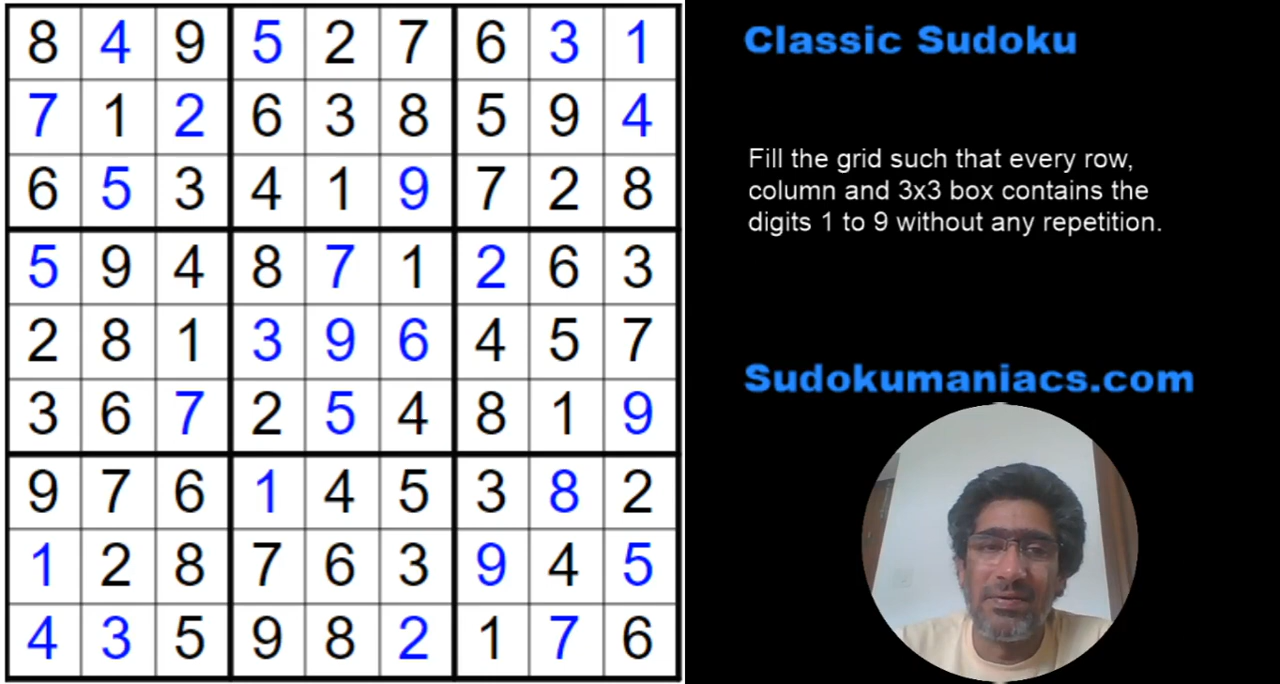 8 4 9 5 2 7 6 3 1
7 1 2 6 3 8 5 9 4
6 5 3 4 1 9 7 2 8
5 9 4 8 7 1 2 6 3
2 8 1 3 9 6 4 5 7
3 6 7 2 5 4 8 1 9
9 7 6 1 4 5 3 8 2
1 2 8 7 6 3 9 4 5
4 3 5 9 8 2 1 7 6
Classic Sudoku
Fill the grid such that every row,
column and 3x3 box contains the
digits 1 to 9 without any repetition.
Sudokumaniacs.com